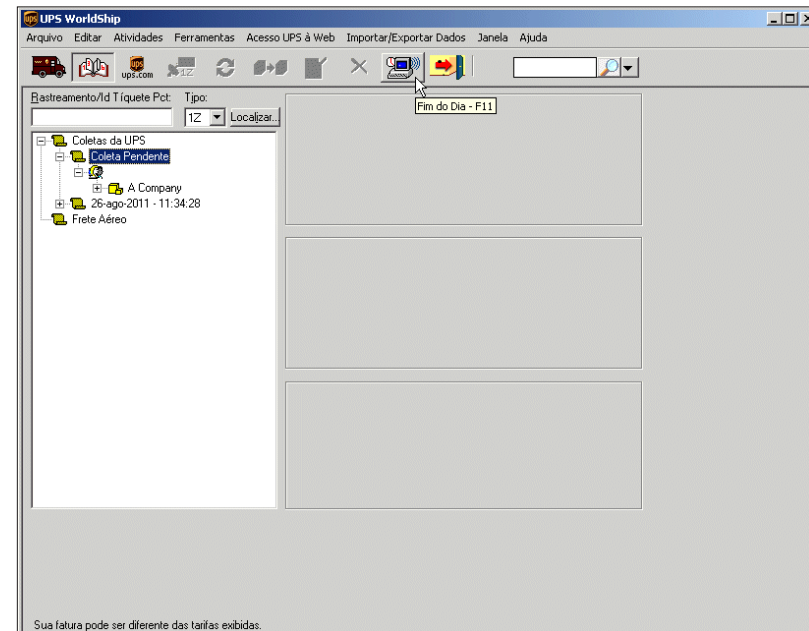 UPS WorldShip
Arquivo Editar Atividades Ferramentas Acesso UPS à Web Importar/Exportar Dados Janela Ajuda
ups ups.com 1Z
Rastreamento/Id Tíquete Pct: Tipo:
1Z Localizar...
Fim do Dia - F11
Coletas da UPS
Coleta Pendente
A Company
26-ago-2011 - 11:34:28
Frete Aéreo
Sua fatura pode ser diferente das tarifas exibidas.